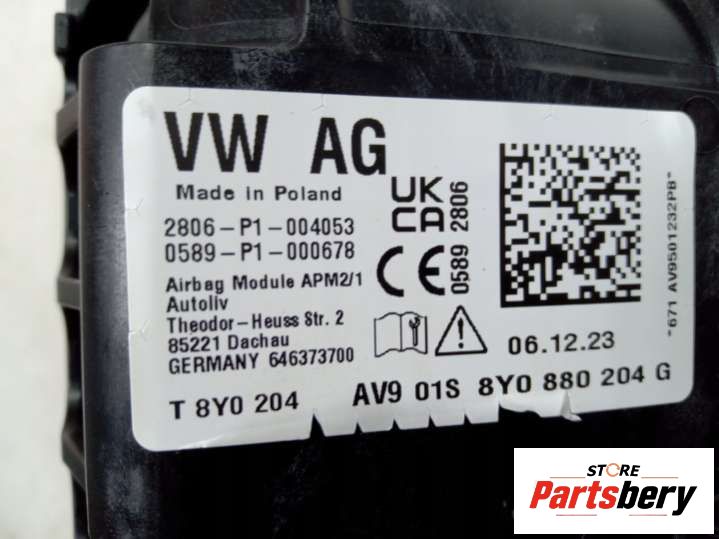 VW AG
Made in Poland
2806-P1-004053
0589-P1-000678
UK
CA
2806
CE
0589
Airbag Module APM2/1
Autoliv
Theodor-Heuss Str. 2
85221 Dachau
GERMANY 646373700
i
!
06.12.23
*671 AV9501232PB*
T 8Y0 204 AV9 01S 8Y0 880 204 G
STORE
Partsbery